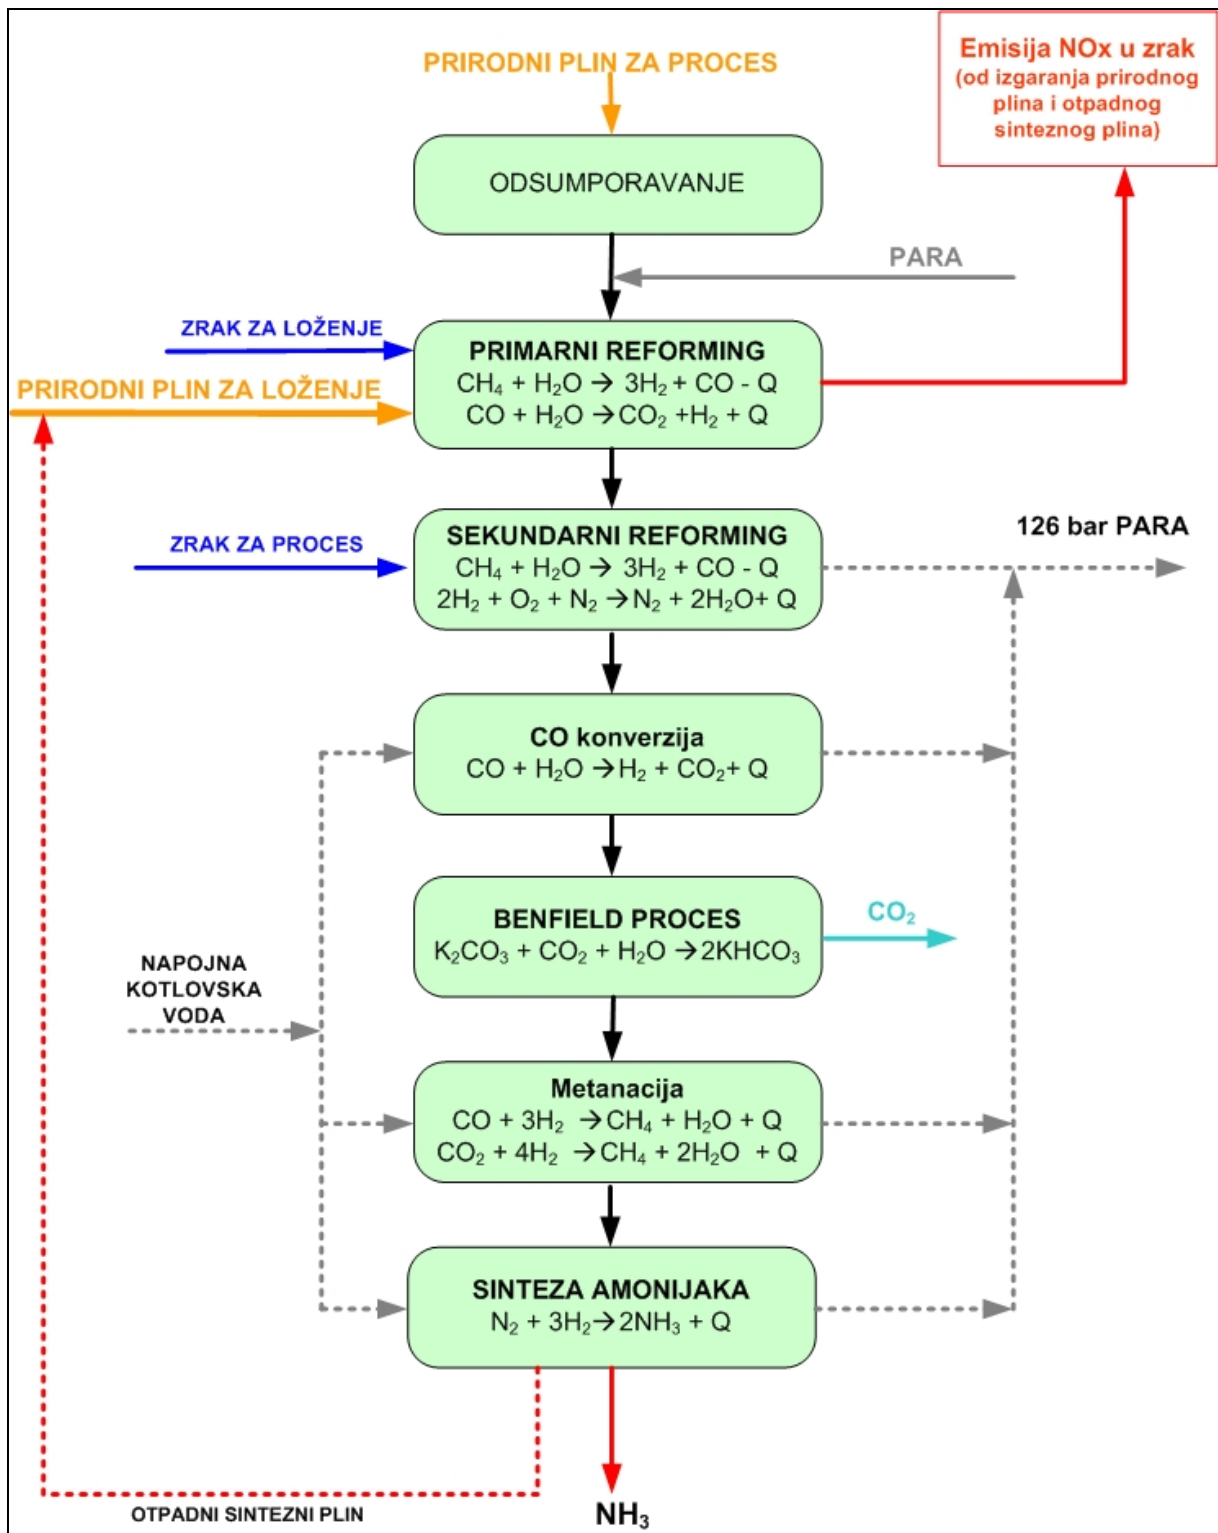 PRIRODNI PLIN ZA PROCES
Emisija NOx u zrak
(od izgaranja prirodnog
plina i otpadnog
sinteznog plina)
ODSUMPORAVANJE
PARA
ZRAK ZA LOŽENJE
PRIRODNI PLIN ZA LOŽENJE
PRIMARNI REFORMING
CH₄ + H₂O → 3H₂ + CO - Q
CO + H₂O → CO₂ +H₂ + Q
ZRAK ZA PROCES
SEKUNDARNI REFORMING
CH₄ + H₂O → 3H₂ + CO - Q
2H₂ + O₂ + N₂ → N₂ + 2H₂O+ Q
126 bar PARA
CO konverzija
CO + H₂O → H₂ + CO₂+ Q
BENFIELD PROCES
K₂CO₃ + CO₂ + H₂O → 2KHCO₃
CO₂
NAPOJNA
KOTLOVSKA
VODA
Metanacija
CO + 3H₂ → CH₄ + H₂O + Q
CO₂ + 4H₂ → CH₄ + 2H₂O + Q
SINTEZA AMONIJAKA
N₂ + 3H₂ → 2NH₃ + Q
OTPADNI SINTEZNI PLIN
NH₃